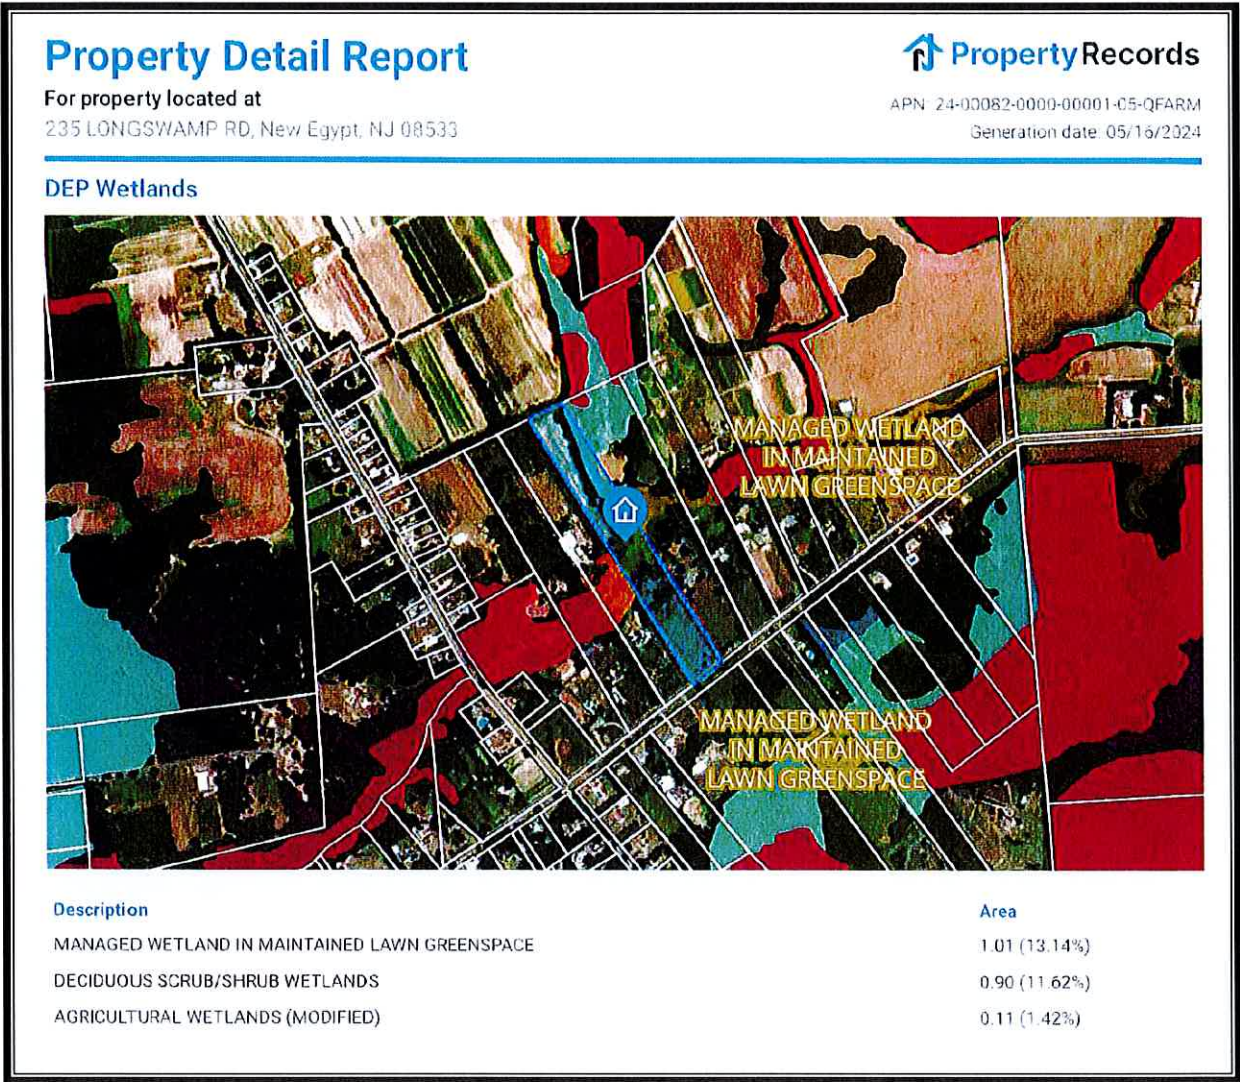 Property Detail Report
PropertyRecords
For property located at
APN: 24-00082-0000-00001-05-QFARM
235 LONGSWAMP RD, New Egypt, NJ 08533
Generation date: 05/16/2024
DEP Wetlands
MANAGED WETLAND
IN MAINTAINED
LAWN GREENSPACE
MANAGED WETLAND
IN MAINTAINED
LAWN GREENSPACE
Description Area
MANAGED WETLAND IN MAINTAINED LAWN GREENSPACE 1.01 (13.14%)
DECIDUOUS SCRUB/SHRUB WETLANDS 0.90 (11.62%)
AGRICULTURAL WETLANDS (MODIFIED) 0.11 (1.42%)